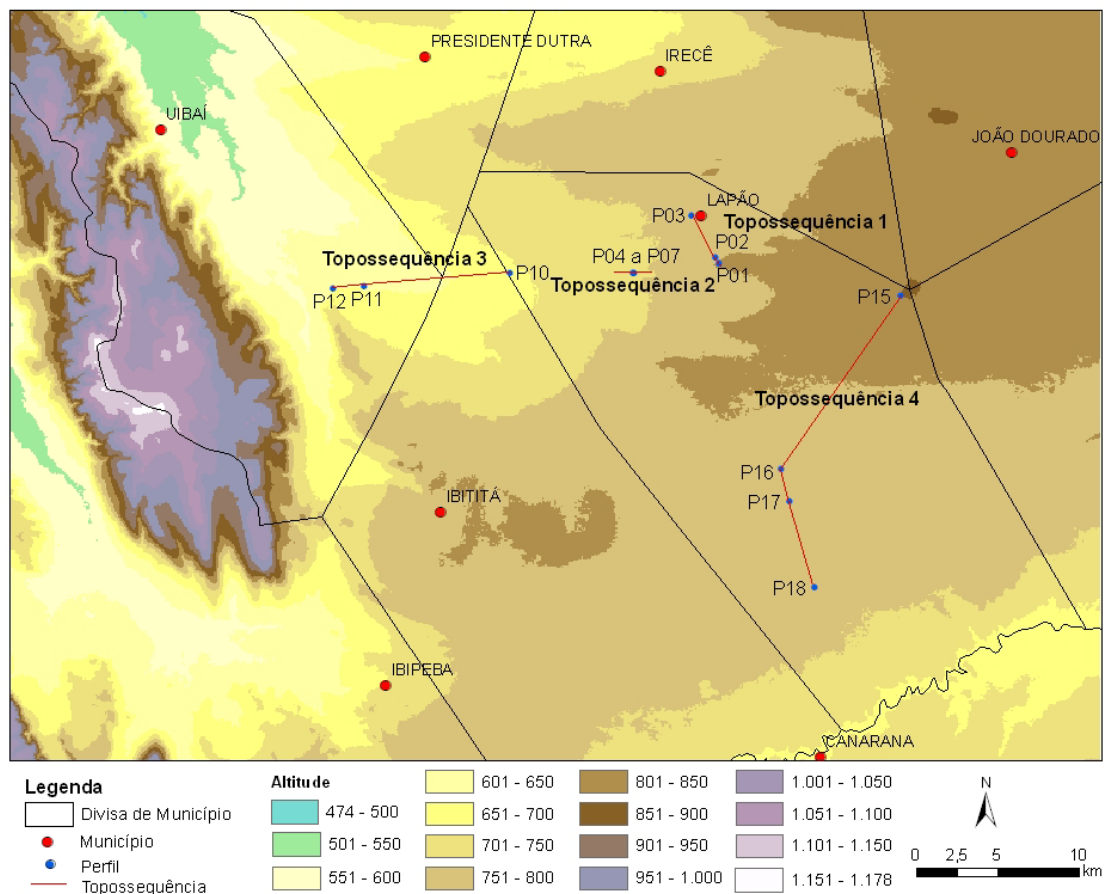 PRESIDENTE DUTRA
IRECÊ
UIBAÍ
JOÃO DOURADO
LAPÃO
P03
Topossequência 1
P02
P04 a P07
P01
Topossequência 3
P10
Topossequência 2
P12
P11
P15
Topossequência 4
P16
P17
IBITITÁ
P18
IBIPEBA
CANARANA
Legenda
Divisa de Município
Município
Perfil
Topossequência
Altitude
474 - 500
501 - 550
551 - 600
601 - 650
651 - 700
701 - 750
751 - 800
801 - 850
851 - 900
901 - 950
951 - 1.000
1.001 - 1.050
1.051 - 1.100
1.101 - 1.150
1.151 - 1.178
N
0 2,5 5 10
km